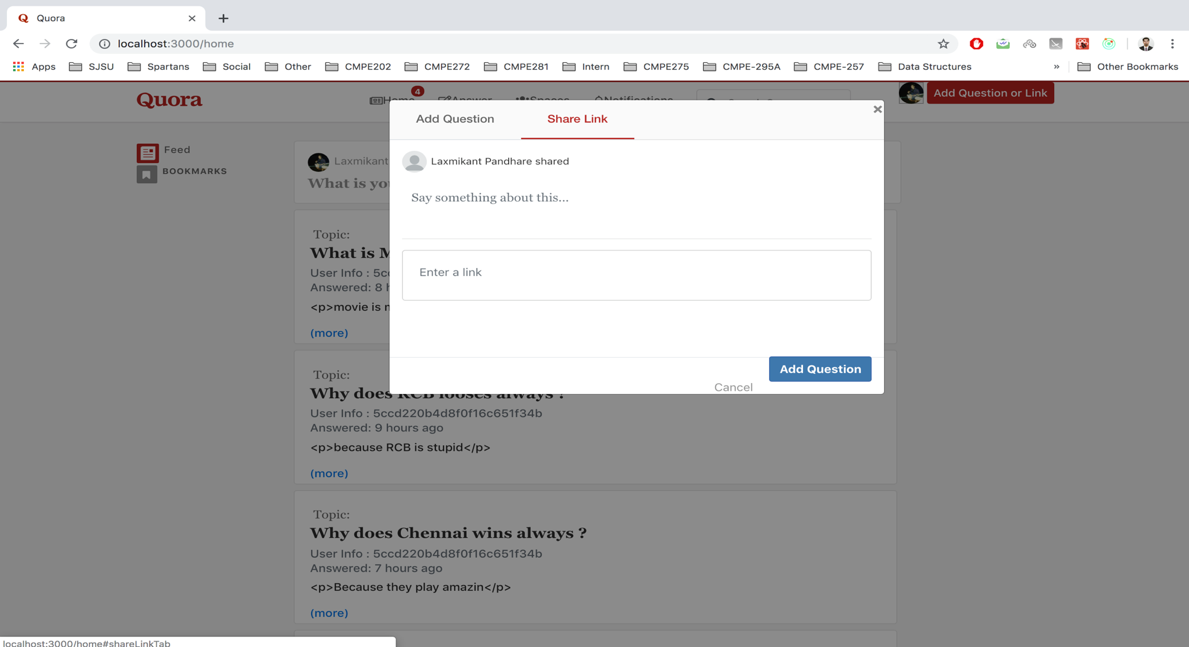 Quora
localhost:3000/home
Apps SJSU Spartans Social Other CMPE202 CMPE272 CMPE281 Intern CMPE275 CMPE-295A CMPE-257 Data Structures » Other Bookmarks
Quora
Home 4 Answer Spaces Notifications
Add Question or Link
Add Question Share Link
Feed
BOOKMARKS
Laxmikant
What is yo
Laxmikant Pandhare shared
Say something about this...
Enter a link
Add Question
Cancel
Topic:
What is M
User Info : 5cc
Answered: 8 h
<p>movie is n
(more)
Topic:
Why does RCB looses always ?
User Info : 5ccd220b4d8f0f16c651f34b
Answered: 9 hours ago
<p>because RCB is stupid</p>
(more)
Topic:
Why does Chennai wins always ?
User Info : 5ccd220b4d8f0f16c651f34b
Answered: 7 hours ago
<p>Because they play amazin</p>
(more)
localhost:3000/home#shareLinkTab